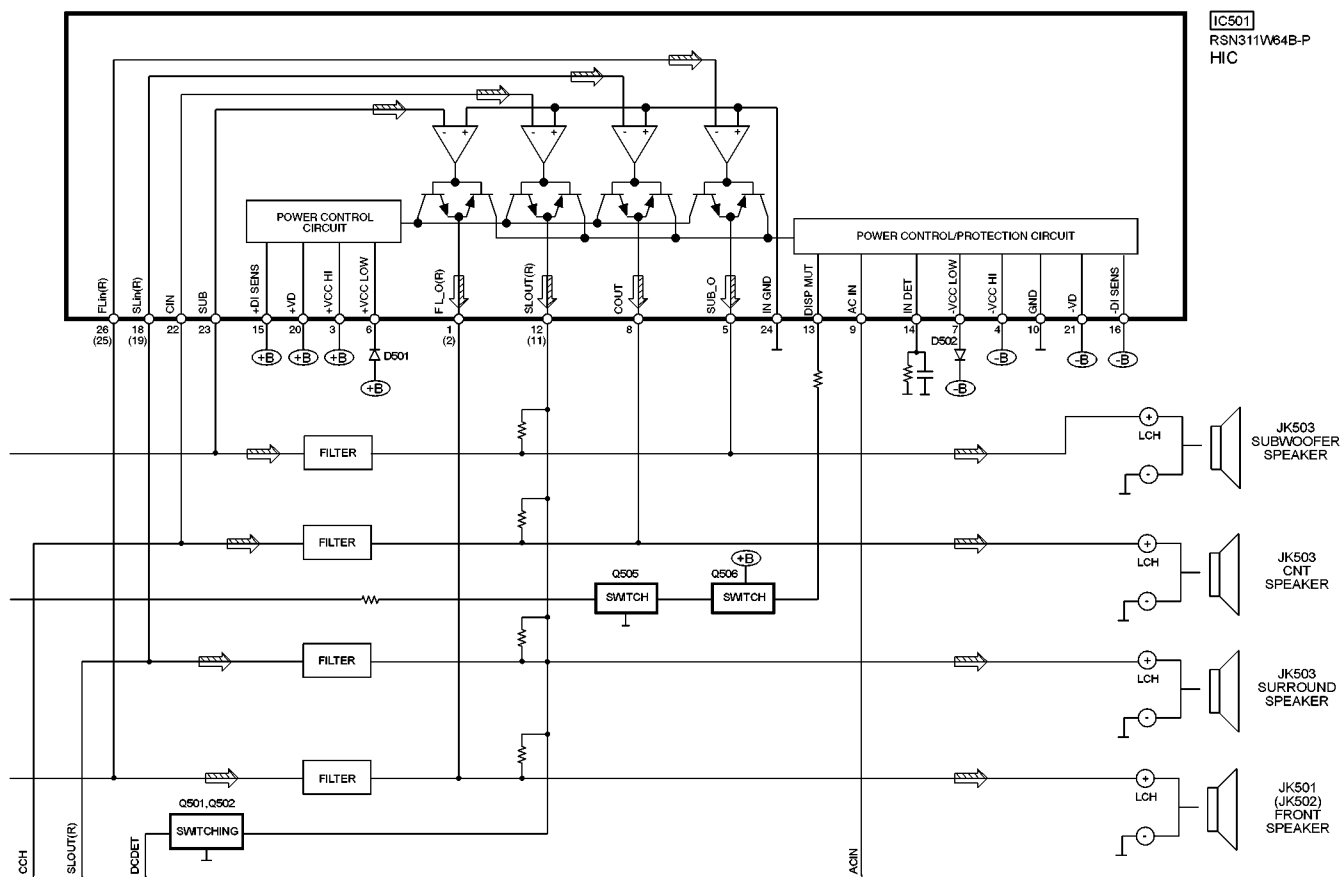 IC501
RSN311W64B-P
HIC
- +
- +
- +
- +
POWER CONTROL
CIRCUIT
POWER CONTROL/PROTECTION CIRCUIT
FLin(R)
SLin(R)
CIN
SUB
+DI SENS
+VD
+VCC HI
+VCC LOW
FL_O(R)
SLOUT(R)
COUT
SUB_O
IN GND
DISP MUT
AC IN
IN DET
-VCC LOW
-VCC HI
GND
-VD
-DI SENS
26 18 22 23 15 20 3 6 1 12 8 5 24 13 9 14 7 4 10 21 16
(25) (19) (2) (11)
+B +B +B D501 D502 -B -B -B
+B -B
+
LCH
-
JK503
SUBWOOFER
SPEAKER
FILTER
+
LCH
-
JK503
CNT
SPEAKER
FILTER
+B
Q505 Q506
SWITCH SWITCH
+
LCH
-
JK503
SURROUND
SPEAKER
FILTER
+
LCH
-
JK501
(JK502)
FRONT
SPEAKER
FILTER
Q501,Q502
SWITCHING
CCH
SLOUT(R)
DCDET
ACIN